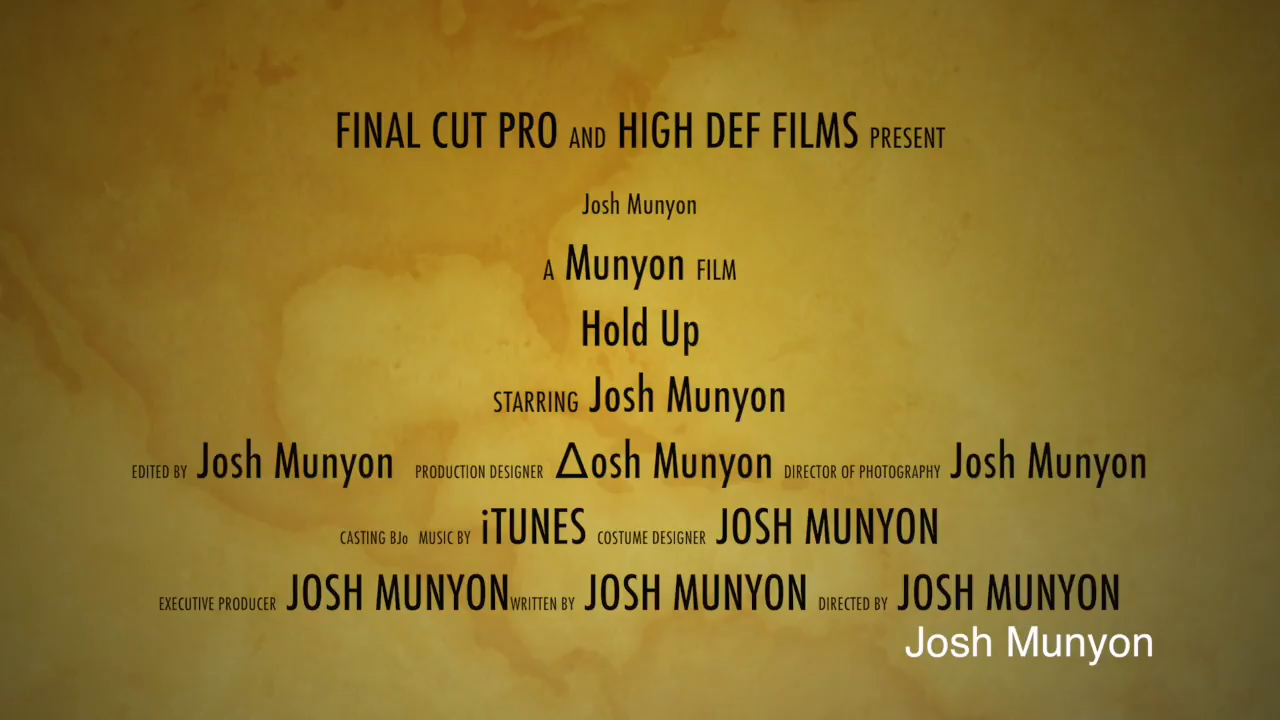 FINAL CUT PRO AND HIGH DEF FILMS PRESENT
Josh Munyon
A Munyon FILM
Hold Up
STARRING Josh Munyon
EDITED BY Josh Munyon PRODUCTION DESIGNER ∆osh Munyon DIRECTOR OF PHOTOGRAPHY Josh Munyon
CASTING BJo MUSIC BY iTUNES COSTUME DESIGNER JOSH MUNYON
EXECUTIVE PRODUCER JOSH MUNYONWRITTEN BY JOSH MUNYON DIRECTED BY JOSH MUNYON
Josh Munyon